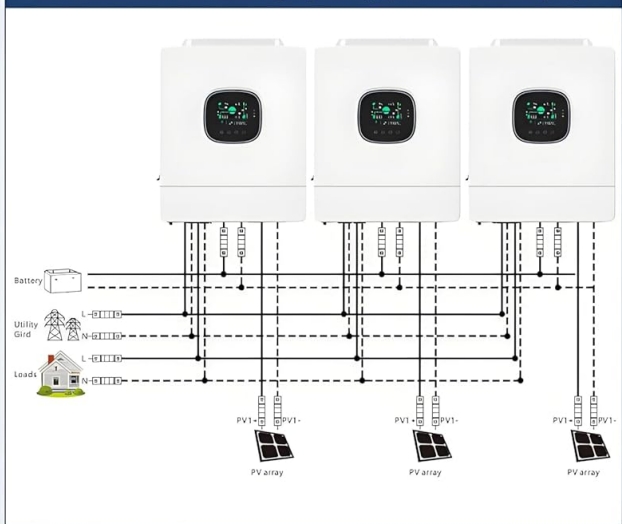 Battery
L
Utility
Gird
N
L
Loads
N
PV1+ PV1-
PV1+ PV1-
PV1+ PV1-
PV array
PV array
PV array